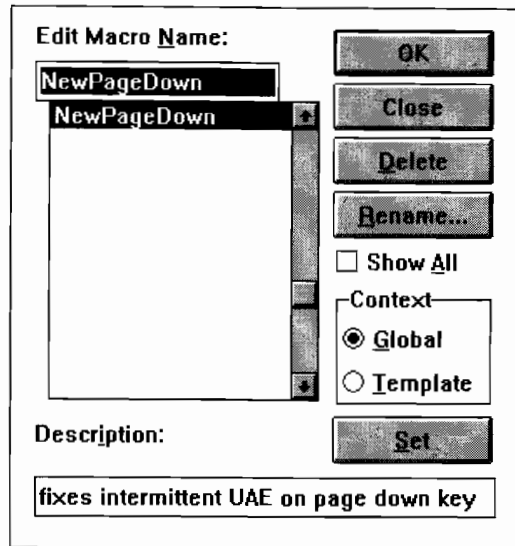 Edit Macro Name:
NewPageDown
NewPageDown
OK
Close
Delete
Rename...
Show All
Context
Global
Template
Description:
Set
fixes intermittent UAE on page down key